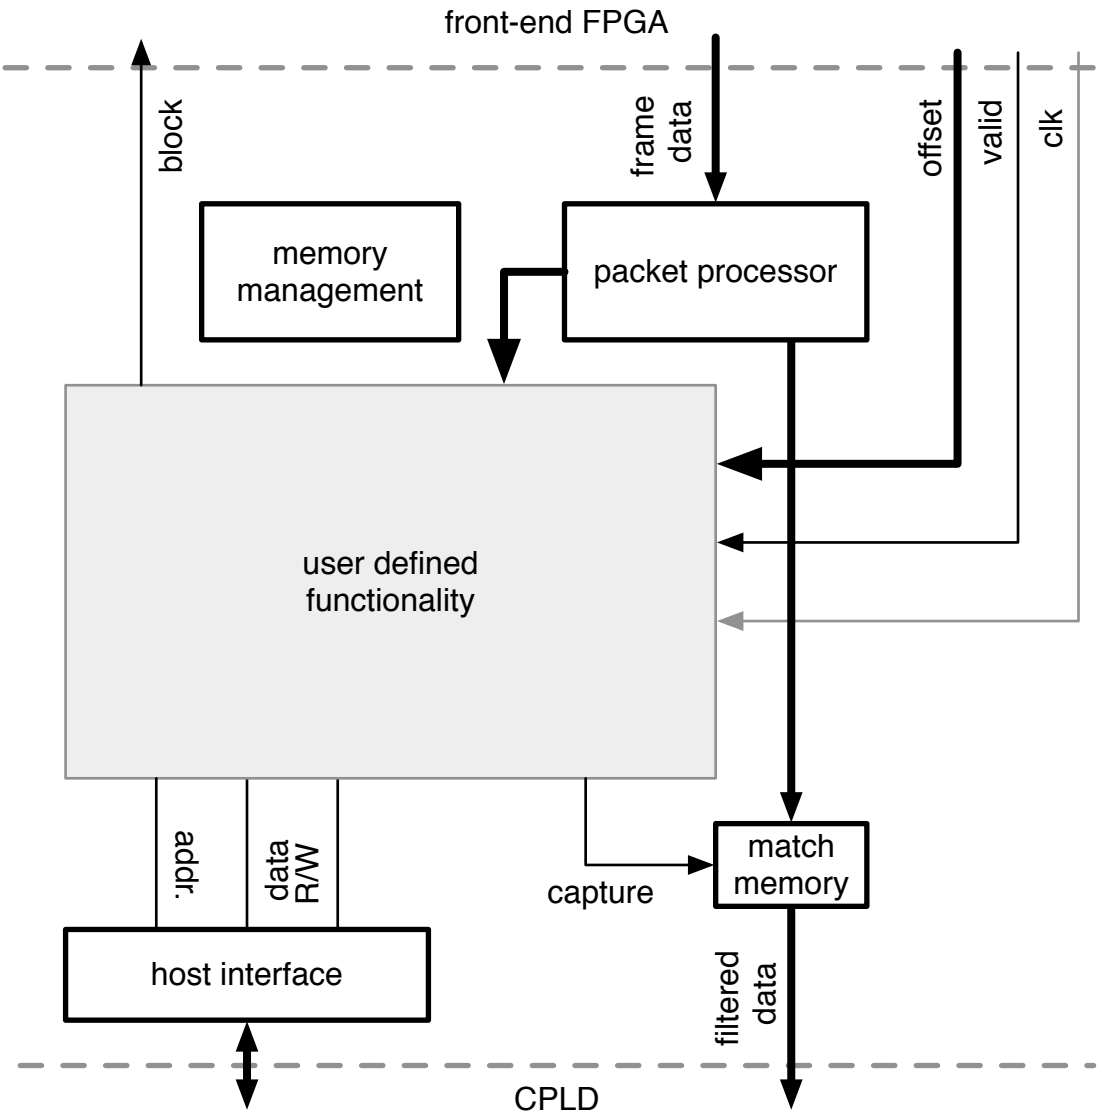 front-end FPGA
block
frame
data
offset
valid
clk
memory
management
packet processor
user defined
functionality
addr.
data
R/W
capture
match
memory
host interface
filtered
data
CPLD